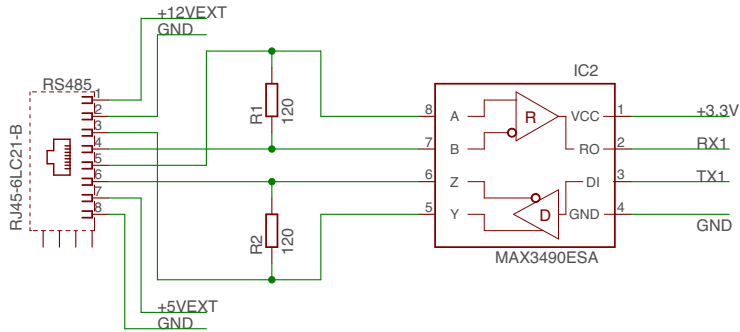 +12VEXT
GND
RS485
RJ45-6LC21-B
1
2
3
4
5
6
7
8
R1
120
R2
120
+5VEXT
GND
IC2
8 A R VCC 1 +3.3V
7 B RO 2 RX1
6 Z DI 3 TX1
5 Y D GND 4 GND
MAX3490ESA